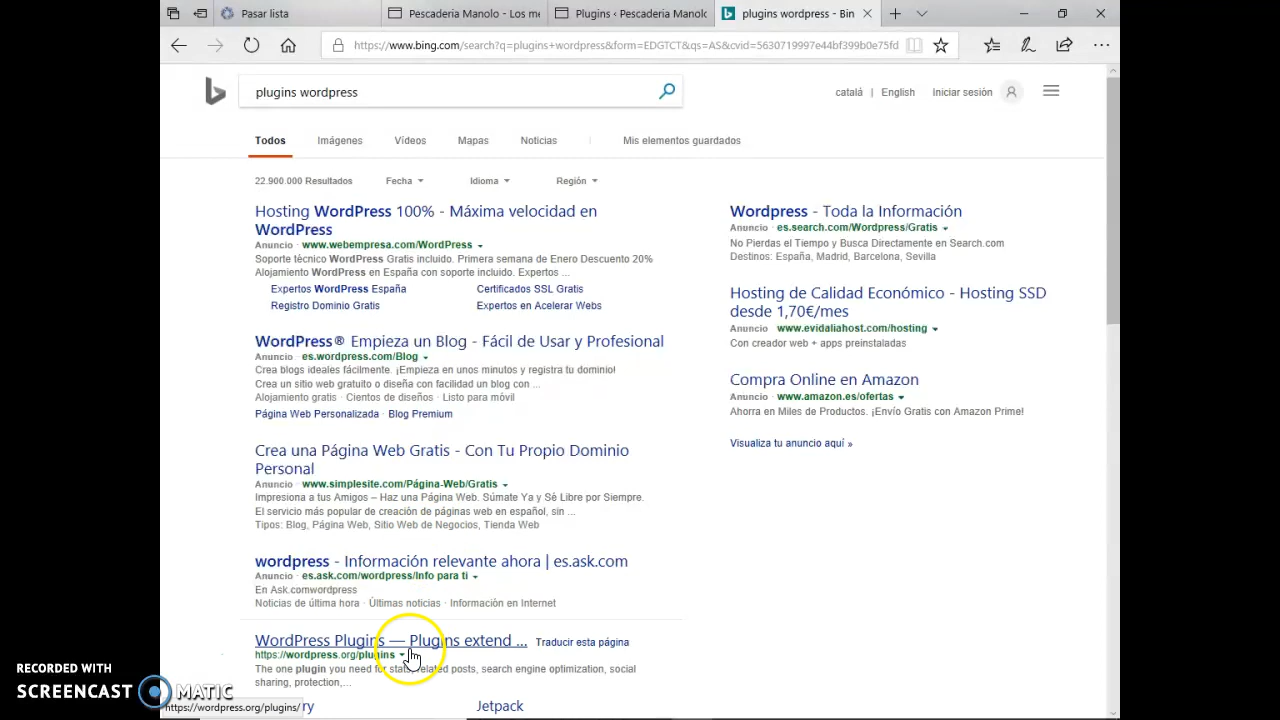 Pasar lista
Pescaderia Manolo - Los me
Plugins ‹ Pescaderia Manolo
plugins wordpress - Bin
https://www.bing.com/search?q=plugins+wordpress&form=EDGTCT&qs=AS&cvid=5630719997e44bf399b0e75fd
plugins wordpress
català | English Iniciar sesión
Todos Imágenes Vídeos Mapas Noticias | Mis elementos guardados
22.900.000 Resultados Fecha Idioma Región
Hosting WordPress 100% - Máxima velocidad en
WordPress
Anuncio · www.webempresa.com/WordPress
Soporte técnico WordPress Gratis incluido. Primera semana de Enero Descuento 20%
Alojamiento WordPress en España con soporte incluido. Expertos ...
Expertos WordPress España Certificados SSL Gratis
Registro Dominio Gratis Expertos en Acelerar Webs
WordPress® Empieza un Blog - Fácil de Usar y Profesional
Anuncio · es.wordpress.com/Blog
Crea blogs ideales fácilmente. ¡Empieza en unos minutos y registra tu dominio!
Crea un sitio web gratuito o diseña con facilidad un blog con ...
Alojamiento gratis · Cientos de diseños · Listo para móvil
Página Web Personalizada · Blog Premium
Crea una Página Web Gratis - Con Tu Propio Dominio
Personal
Anuncio · www.simplesite.com/Página-Web/Gratis
Impresiona a tus Amigos – Haz una Página Web. Súmate Ya y Sé Libre por Siempre.
El servicio más popular de creación de páginas web en español, sin ...
Tipos: Blog, Página Web, Sitio Web de Negocios, Tienda Web
wordpress - Información relevante ahora | es.ask.com
Anuncio · es.ask.com/wordpress/Info para ti
En Ask.comwordpress
Noticias de última hora · Últimas noticias · Información en Internet
WordPress Plugins — Plugins extend ... Traducir esta página
https://wordpress.org/plugins
The one plugin you need for stats, related posts, search engine optimization, social
sharing, protection,...
Jetpack
Wordpress - Toda la Información
Anuncio · es.search.com/Wordpress/Gratis
No Pierdas el Tiempo y Busca Directamente en Search.com
Destinos: España, Madrid, Barcelona, Sevilla
Hosting de Calidad Económico - Hosting SSD
desde 1,70€/mes
Anuncio · www.evidaliahost.com/hosting
Con creador web + apps preinstaladas
Compra Online en Amazon
Anuncio · www.amazon.es/ofertas
Ahorra en Miles de Productos. ¡Envío Gratis con Amazon Prime!
Visualiza tu anuncio aquí »
https://wordpress.org/plugins/
RECORDED WITH
SCREENCAST MATIC